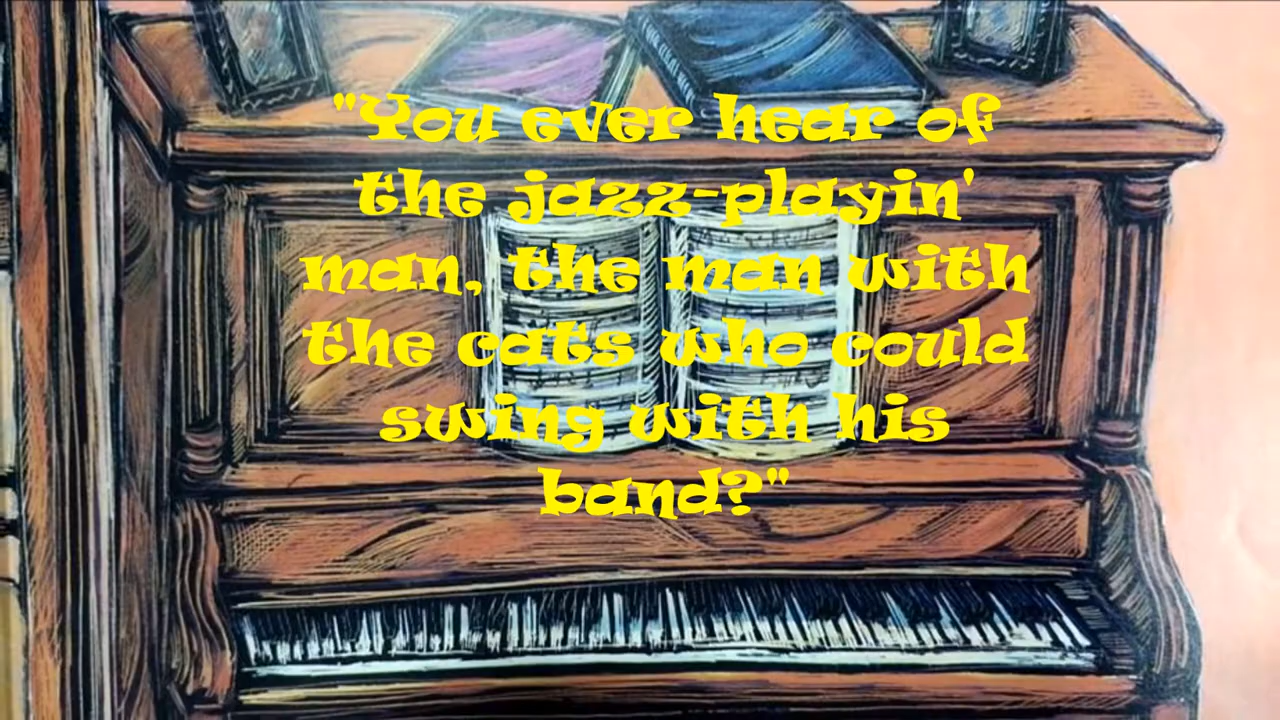 "You ever hear of
the jazz-playin'
man, the man with
the cats who could
swing with his
band?"